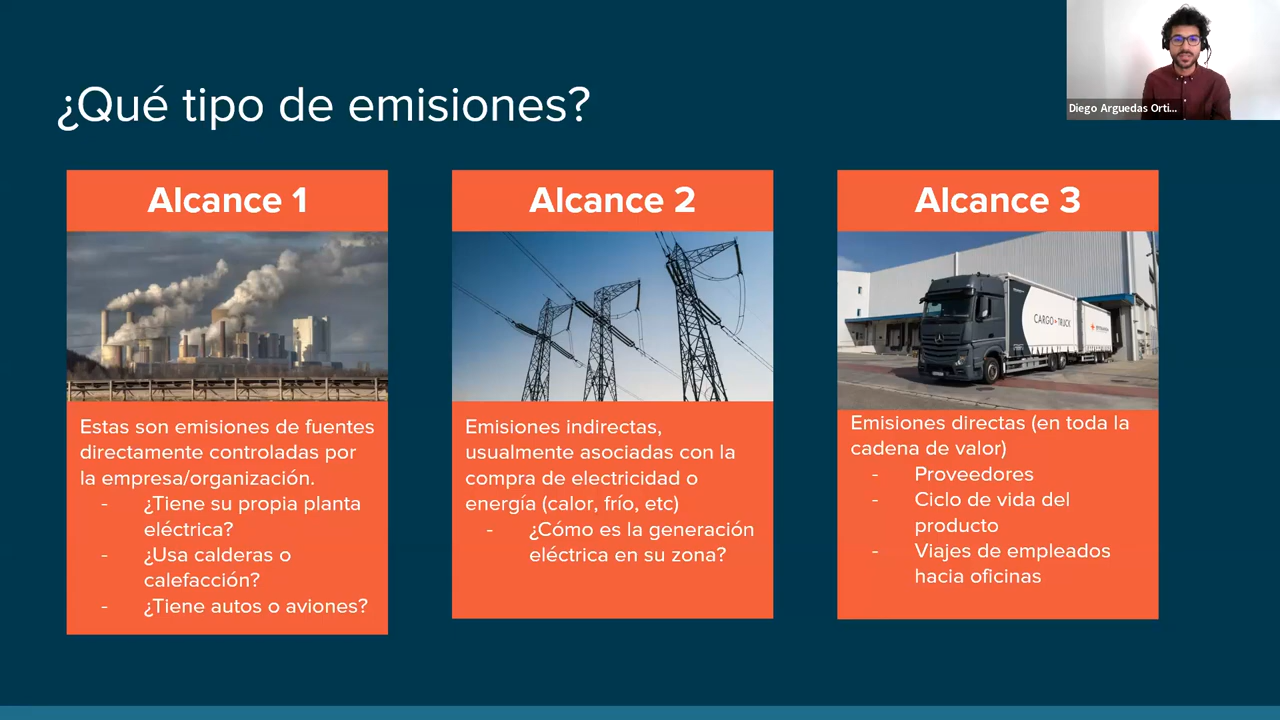 ¿Qué tipo de emisiones?
Diego Arguedas Orti...
Alcance 1
Estas son emisiones de fuentes
directamente controladas por
la empresa/organización.
- ¿Tiene su propia planta
eléctrica?
- ¿Usa calderas o
calefacción?
- ¿Tiene autos o aviones?
Alcance 2
Emisiones indirectas,
usualmente asociadas con la
compra de electricidad o
energía (calor, frío, etc)
- ¿Cómo es la generación
eléctrica en su zona?
Alcance 3
CARGO TRUCK
Emisiones directas (en toda la
cadena de valor)
- Proveedores
- Ciclo de vida del
producto
- Viajes de empleados
hacia oficinas